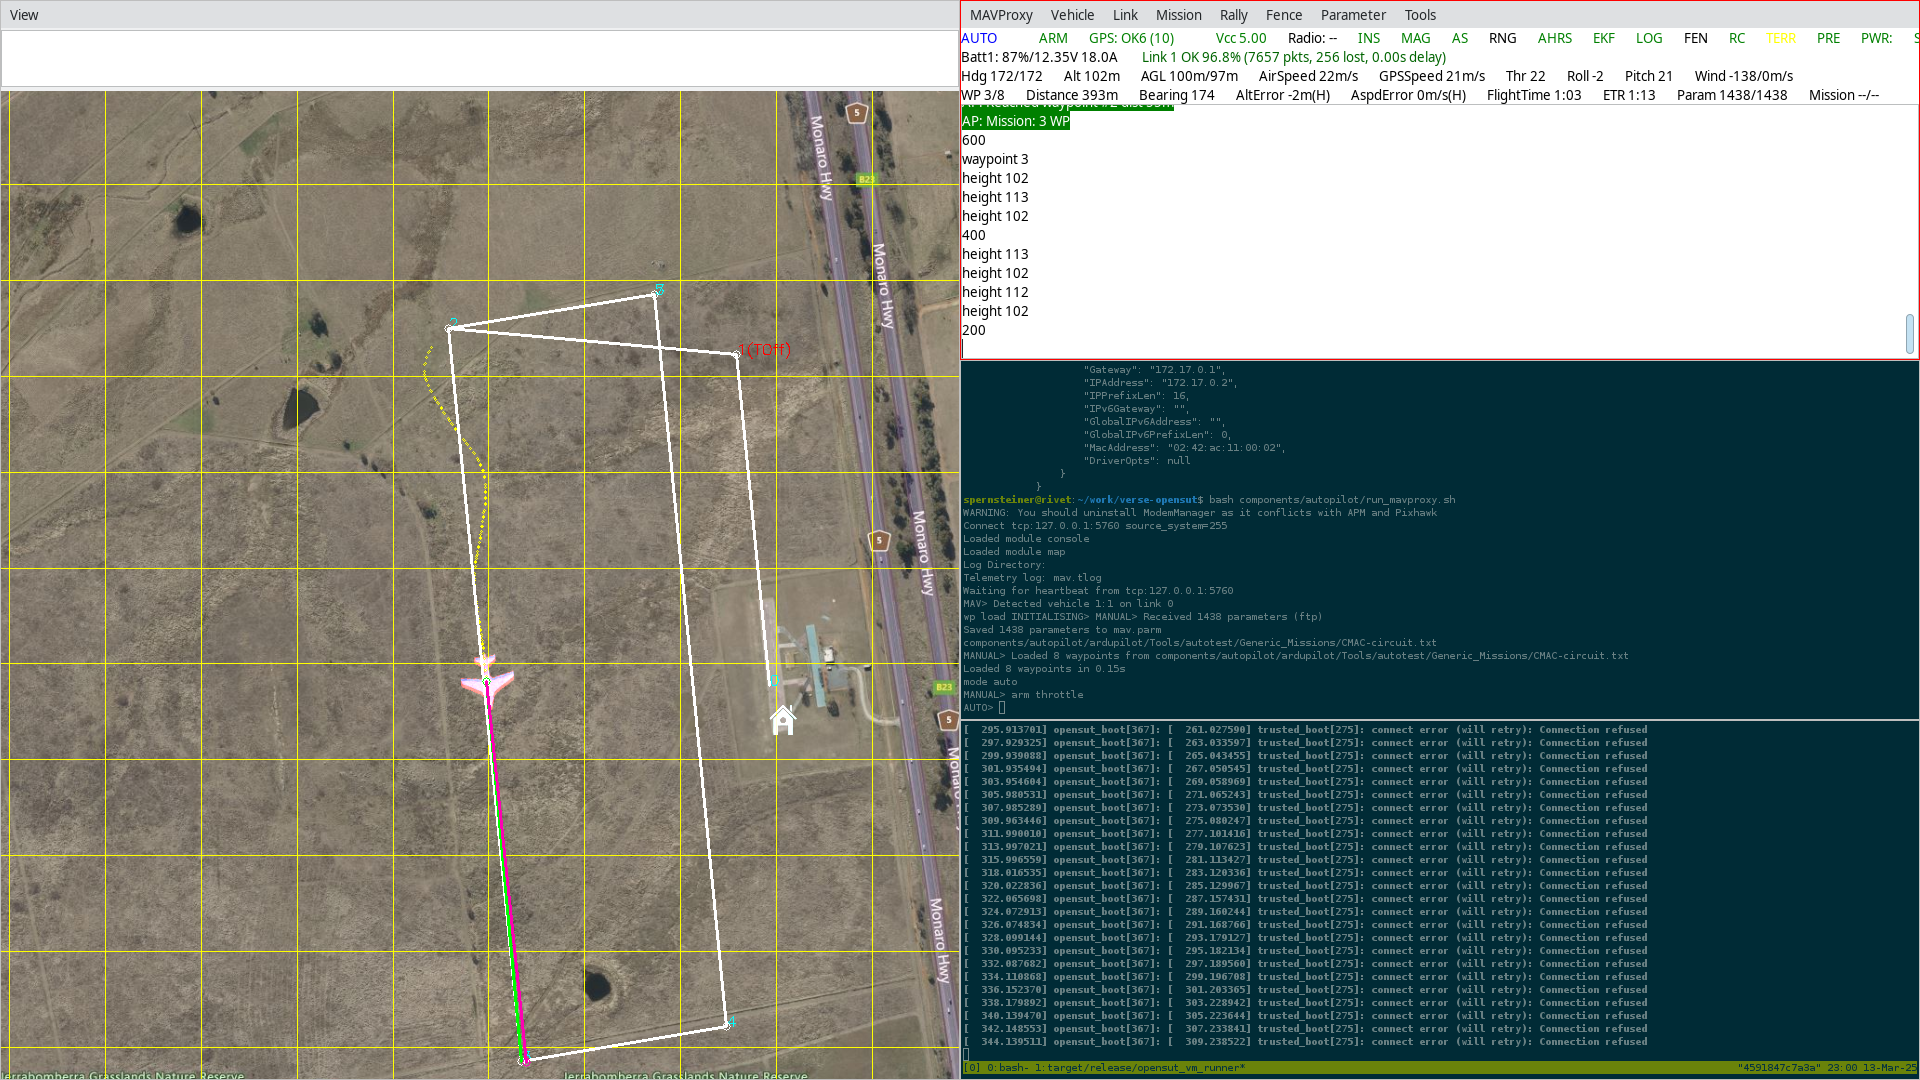 View
5
Monaro Hwy
B23
Monaro Hwy
3
2
1(TOff)
5
Monaro Hwy
B23
5
Monaro Hwy
4
Jerrabomberra Grasslands Nature Reserve
Jerrabomberra Grasslands Nature Reserve
MAVProxy Vehicle Link Mission Rally Fence Parameter Tools
AUTO ARM GPS: OK6 (10) Vcc 5.00 Radio: -- INS MAG AS RNG AHRS EKF LOG FEN RC TERR PRE PWR:
Batt1: 87%/12.35V 18.0A Link 1 OK 96.8% (7657 pkts, 256 lost, 0.00s delay)
Hdg 172/172 Alt 102m AGL 100m/97m AirSpeed 22m/s GPSSpeed 21m/s Thr 22 Roll -2 Pitch 21 Wind -138/0m/s
WP 3/8 Distance 393m Bearing 174 AltError -2m(H) AspdError 0m/s(H) FlightTime 1:03 ETR 1:13 Param 1438/1438 Mission --/--
AP: Mission: 3 WP
600
waypoint 3
height 102
height 113
height 102
400
height 113
height 102
height 112
height 102
200
"Gateway": "172.17.0.1",
"IPAddress": "172.17.0.2",
"IPPrefixLen": 16,
"IPv6Gateway": "",
"GlobalIPv6Address": "",
"GlobalIPv6PrefixLen": 0,
"MacAddress": "02:42:ac:11:00:02",
"DriverOpts": null
}
}
spernsteiner@rivet:~/work/verse-opensut$ bash components/autopilot/run_mavproxy.sh
WARNING: You should uninstall ModemManager as it conflicts with APM and Pixhawk
Connect tcp:127.0.0.1:5760 source_system=255
Loaded module console
Loaded module map
Log Directory:
Telemetry log: mav.tlog
Waiting for heartbeat from tcp:127.0.0.1:5760
MAV> Detected vehicle 1:1 on link 0
wp load INITIALISING> MANUAL> Received 1438 parameters (ftp)
Saved 1438 parameters to mav.parm
components/autopilot/ardupilot/Tools/autotest/Generic_Missions/CMAC-circuit.txt
MANUAL> Loaded 8 waypoints from components/autopilot/ardupilot/Tools/autotest/Generic_Missions/CMAC-circuit.txt
Loaded 8 waypoints in 0.15s
mode auto
MANUAL> arm throttle
AUTO>
[ 295.913701] opensut_boot[367]: [ 261.027590] trusted_boot[275]: connect error (will retry): Connection refused
[ 297.929325] opensut_boot[367]: [ 263.033597] trusted_boot[275]: connect error (will retry): Connection refused
[ 299.939088] opensut_boot[367]: [ 265.043455] trusted_boot[275]: connect error (will retry): Connection refused
[ 301.935494] opensut_boot[367]: [ 267.050545] trusted_boot[275]: connect error (will retry): Connection refused
[ 303.954604] opensut_boot[367]: [ 269.058969] trusted_boot[275]: connect error (will retry): Connection refused
[ 305.980531] opensut_boot[367]: [ 271.065243] trusted_boot[275]: connect error (will retry): Connection refused
[ 307.985289] opensut_boot[367]: [ 273.073530] trusted_boot[275]: connect error (will retry): Connection refused
[ 309.963446] opensut_boot[367]: [ 275.080247] trusted_boot[275]: connect error (will retry): Connection refused
[ 311.990010] opensut_boot[367]: [ 277.101416] trusted_boot[275]: connect error (will retry): Connection refused
[ 313.997021] opensut_boot[367]: [ 279.107623] trusted_boot[275]: connect error (will retry): Connection refused
[ 315.996559] opensut_boot[367]: [ 281.113427] trusted_boot[275]: connect error (will retry): Connection refused
[ 318.016535] opensut_boot[367]: [ 283.120336] trusted_boot[275]: connect error (will retry): Connection refused
[ 320.022836] opensut_boot[367]: [ 285.129967] trusted_boot[275]: connect error (will retry): Connection refused
[ 322.065698] opensut_boot[367]: [ 287.157431] trusted_boot[275]: connect error (will retry): Connection refused
[ 324.072913] opensut_boot[367]: [ 289.160244] trusted_boot[275]: connect error (will retry): Connection refused
[ 326.074834] opensut_boot[367]: [ 291.168766] trusted_boot[275]: connect error (will retry): Connection refused
[ 328.099144] opensut_boot[367]: [ 293.179127] trusted_boot[275]: connect error (will retry): Connection refused
[ 330.095233] opensut_boot[367]: [ 295.182134] trusted_boot[275]: connect error (will retry): Connection refused
[ 332.087682] opensut_boot[367]: [ 297.189560] trusted_boot[275]: connect error (will retry): Connection refused
[ 334.110868] opensut_boot[367]: [ 299.196708] trusted_boot[275]: connect error (will retry): Connection refused
[ 336.152370] opensut_boot[367]: [ 301.203365] trusted_boot[275]: connect error (will retry): Connection refused
[ 338.179892] opensut_boot[367]: [ 303.228942] trusted_boot[275]: connect error (will retry): Connection refused
[ 340.139470] opensut_boot[367]: [ 305.223644] trusted_boot[275]: connect error (will retry): Connection refused
[ 342.148553] opensut_boot[367]: [ 307.233841] trusted_boot[275]: connect error (will retry): Connection refused
[ 344.139511] opensut_boot[367]: [ 309.238522] trusted_boot[275]: connect error (will retry): Connection refused
[0] 0:bash- 1:target/release/opensut_vm_runner* "4591847c7a3a" 23:00 13-Mar-25